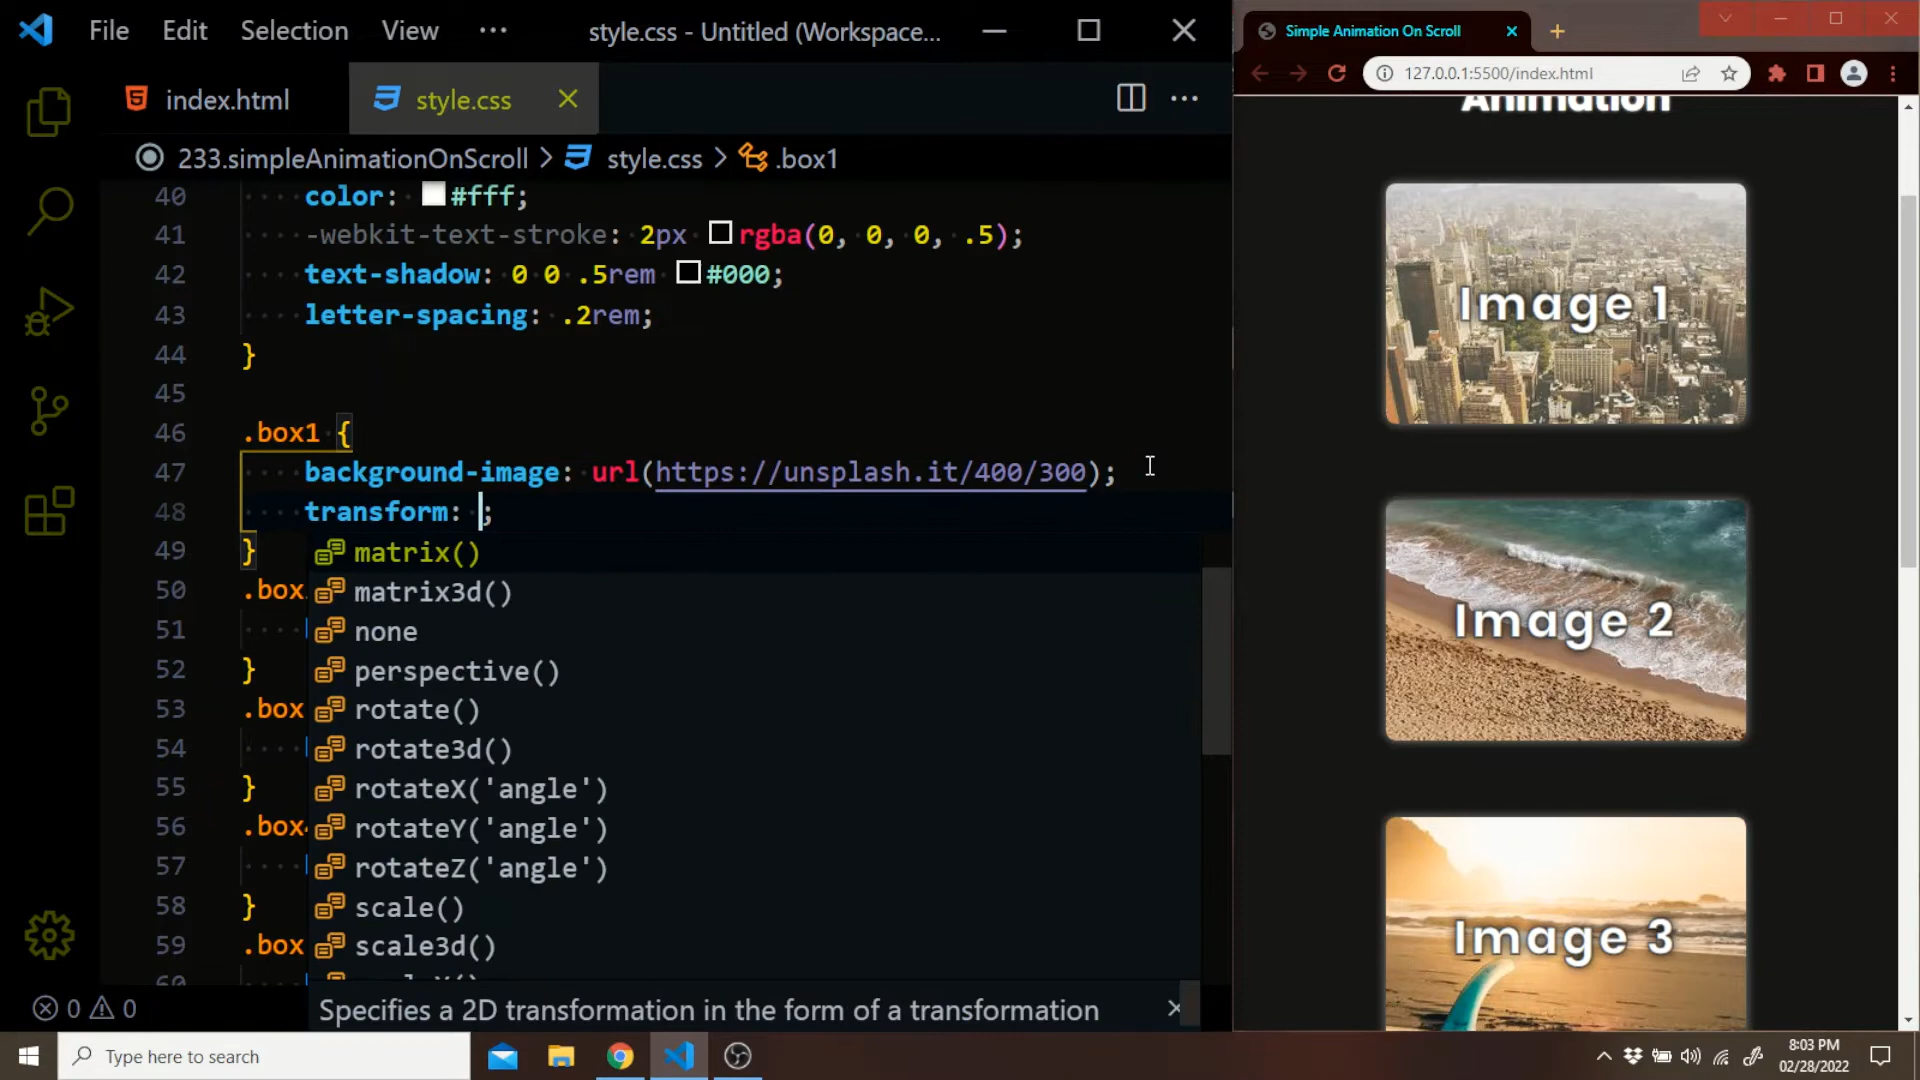 File Edit Selection View ··· style.css - Untitled (Workspace...
index.html style.css
233.simpleAnimationOnScroll > style.css > .box1
40 color: #fff;
41 -webkit-text-stroke: 2px rgba(0, 0, 0, .5);
42 text-shadow: 0 0 .5rem #000;
43 letter-spacing: .2rem;
44 }
45
46 .box1 {
47 background-image: url(https://unsplash.it/400/300);
48 transform: ;
49 }
matrix()
50 .box
matrix3d()
51
none
52 }
perspective()
53 .box
rotate()
54
rotate3d()
55 }
rotateX('angle')
56 .box
rotateY('angle')
57
rotateZ('angle')
58 }
scale()
59 .box
scale3d()
Specifies a 2D transformation in the form of a transformation
0 0
Simple Animation On Scroll
127.0.0.1:5500/index.html
Animation
Image 1
Image 2
Image 3
Type here to search
8:03 PM
02/28/2022